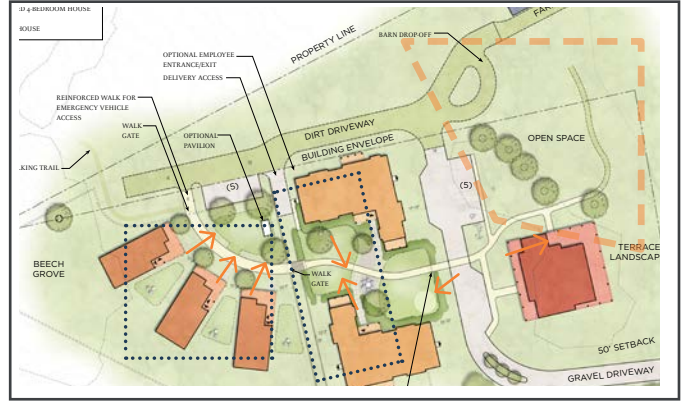 4-BEDROOM HOUSE
HOUSE
PROPERTY LINE
BARN DROP-OFF
OPTIONAL EMPLOYEE
ENTRANCE/EXIT
DELIVERY ACCESS
REINFORCED WALK FOR
EMERGENCY VEHICLE
ACCESS
WALK
GATE
OPTIONAL
PAVILION
DIRT DRIVEWAY
BUILDING ENVELOPE
OPEN SPACE
KING TRAIL
(5)
(5)
BEECH
GROVE
WALK
GATE
TERRACE
LANDSCAP
50' SETBACK
GRAVEL DRIVEWAY